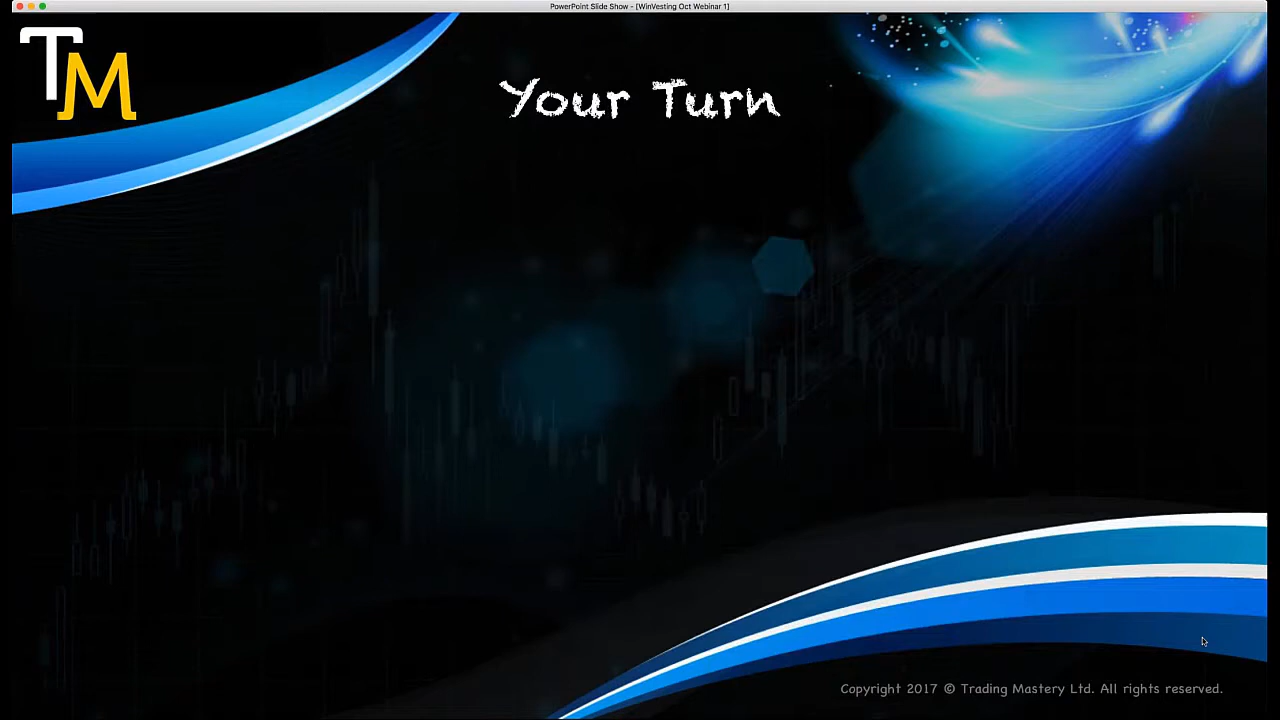 PowerPoint Slide Show - [WinVesting Oct Webinar 1]
TM
Your Turn
Copyright 2017 © Trading Mastery Ltd. All rights reserved.